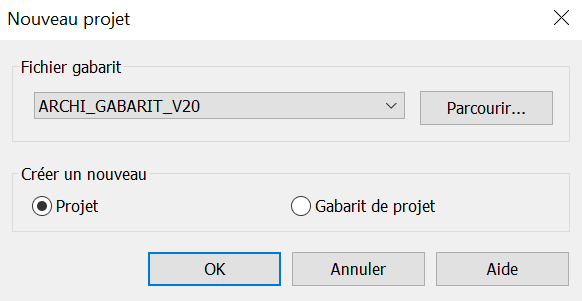 Nouveau projet
Fichier gabarit
ARCHI_GABARIT_V20
Parcourir...
Créer un nouveau
Projet
Gabarit de projet
OK
Annuler
Aide